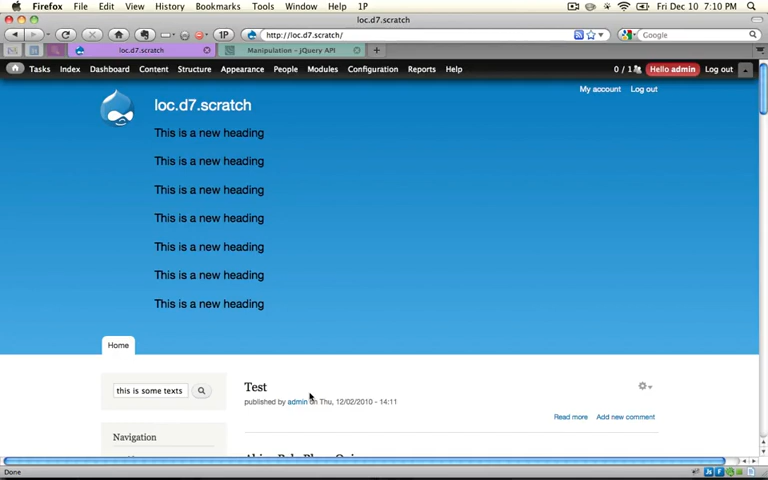 Firefox File Edit View History Bookmarks Tools Window Help 1P Fri Dec 10 7:10 PM
loc.d7.scratch
1P http://loc.d7.scratch/ Google
loc.d7.scratch Manipulation – jQuery API
Tasks Index Dashboard Content Structure Appearance People Modules Configuration Reports Help 0 / 1 Hello admin Log out
My account Log out
loc.d7.scratch
This is a new heading
This is a new heading
This is a new heading
This is a new heading
This is a new heading
This is a new heading
This is a new heading
Home
this is some texts
Test
published by admin on Thu, 12/02/2010 - 14:11
Read more Add new comment
Navigation
Done